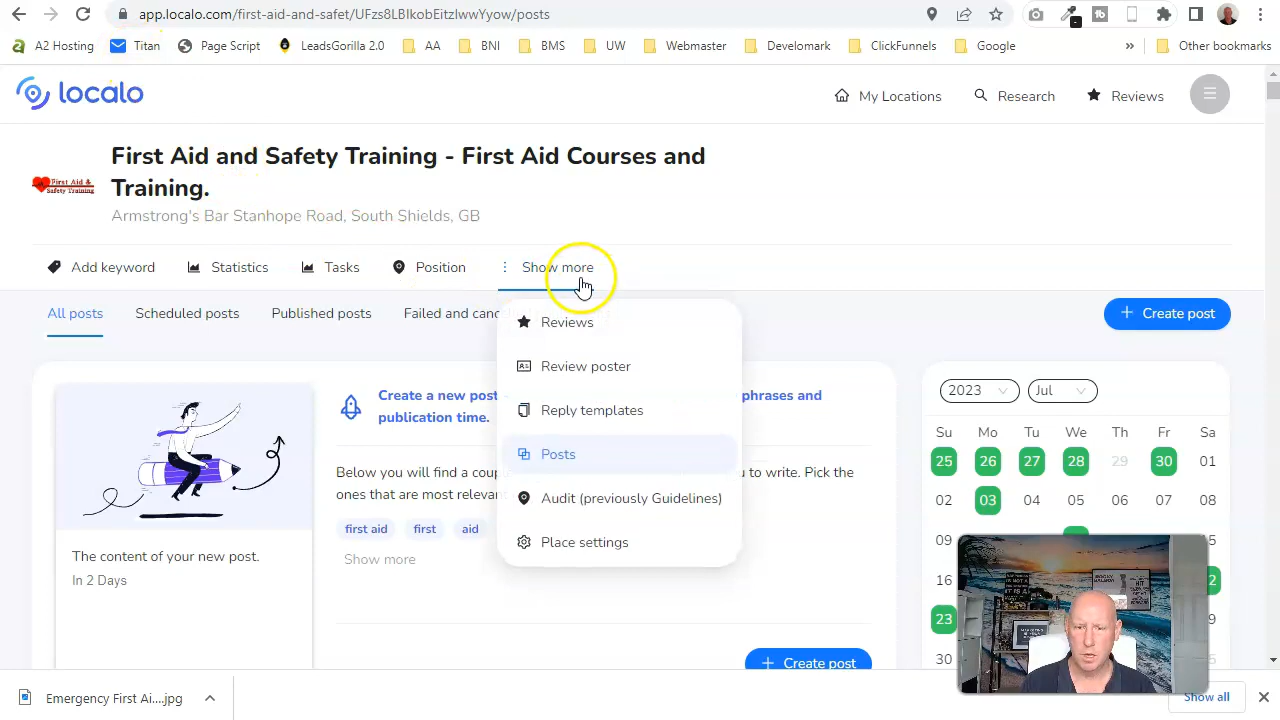 app.localo.com/first-aid-and-safet/UFzs8LBIkobEitzIwwYyow/posts
A2 Hosting Titan Page Script LeadsGorilla 2.0 AA BNI BMS UW Webmaster Develomark ClickFunnels Google » Other bookmarks
localo My Locations Research Reviews
First Aid and Safety Training - First Aid Courses and
Training.
First Aid &
Safety Training
Armstrong's Bar Stanhope Road, South Shields, GB
Add keyword Statistics Tasks Position Show more
All posts Scheduled posts Published posts Failed and canc + Create post
Reviews
Review poster
Reply templates
Posts
Audit (previously Guidelines)
Place settings
Create a new post phrases and
publication time.
Below you will find a coup u to write. Pick the
ones that are most relevan
first aid first aid
Show more
The content of your new post.
In 2 Days
+ Create post
2023 Jul
Su Mo Tu We Th Fr Sa
25 26 27 28 29 30 01
02 03 04 05 06 07 08
09
16
23
30
Emergency First Ai....jpg Show all